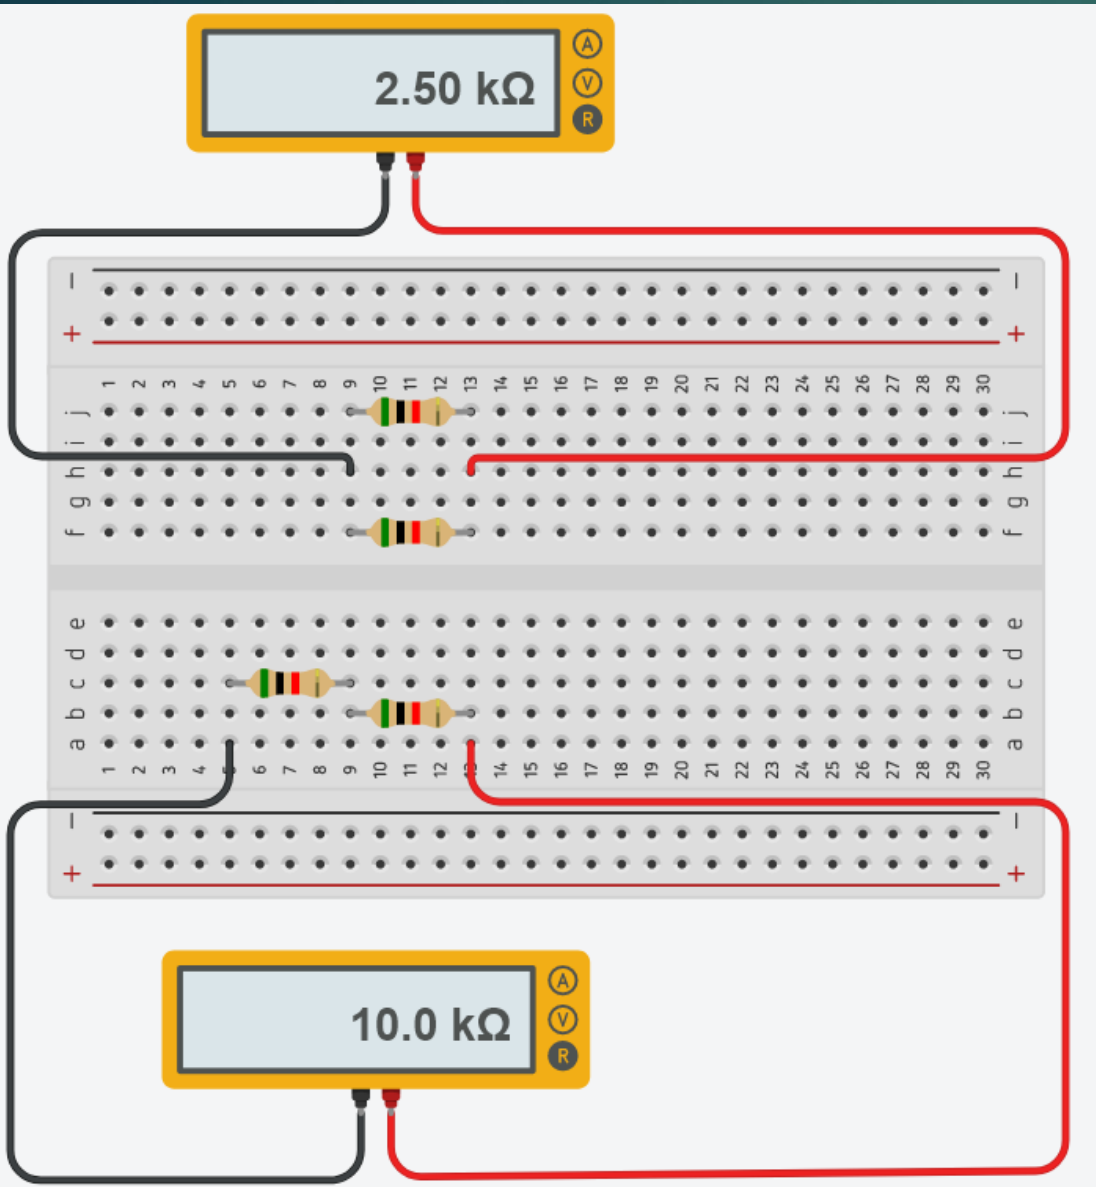 2.50 kΩ
A
V
R
− −
+ +
1 2 3 4 5 6 7 8 9 10 11 12 13 14 15 16 17 18 19 20 21 22 23 24 25 26 27 28 29 30
j j
i i
h h
g g
f f
e e
d d
c c
b b
a a
1 2 3 4 5 6 7 8 9 10 11 12 13 14 15 16 17 18 19 20 21 22 23 24 25 26 27 28 29 30
− −
+ +
10.0 kΩ
A
V
R